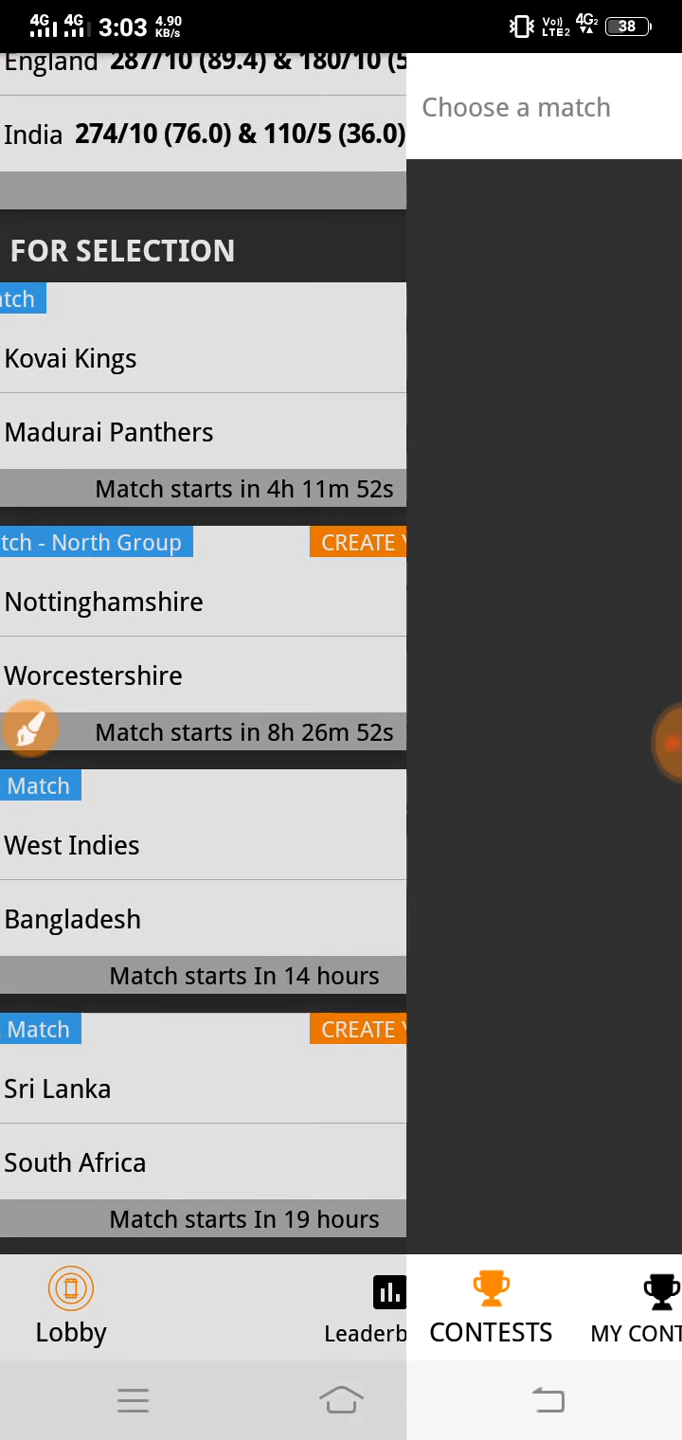 4G 4G 3:03 4.90 KB/s Vo)) LTE2 4G2 38
England 287/10 (89.4) & 180/10 (5
Choose a match
India 274/10 (76.0) & 110/5 (36.0)
FOR SELECTION
atch
Kovai Kings
Madurai Panthers
Match starts in 4h 11m 52s
tch - North Group CREATE Y
Nottinghamshire
Worcestershire
Match starts in 8h 26m 52s
Match
West Indies
Bangladesh
Match starts In 14 hours
Match CREATE Y
Sri Lanka
South Africa
Match starts In 19 hours
Lobby Leaderb CONTESTS MY CONT